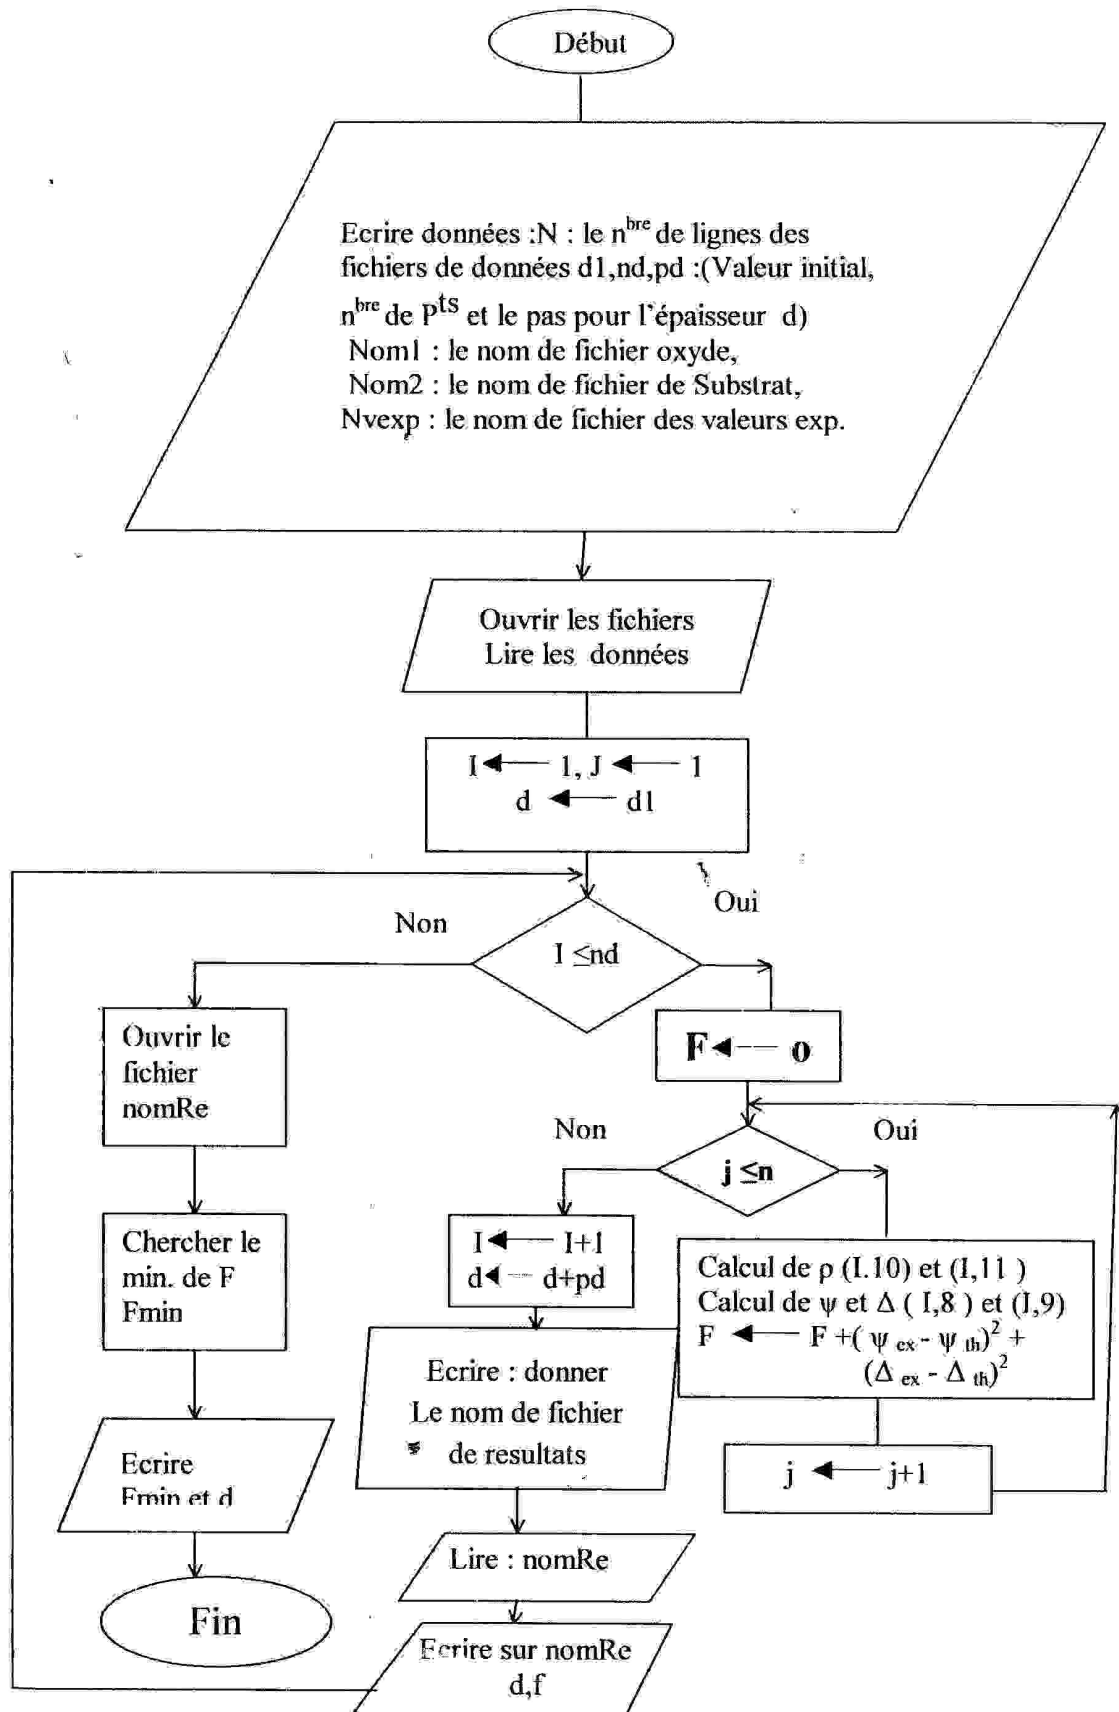 Début
Ecrire données :N : le n^bre de lignes des
fichiers de données d1,nd,pd :(Valeur initial,
n^bre de P^ts et le pas pour l'épaisseur d)
Nom1 : le nom de fichier oxyde,
Nom2 : le nom de fichier de Substrat,
Nvexp : le nom de fichier des valeurs exp.
Ouvrir les fichiers
Lire les données
I ← 1, J ← 1
d ← d1
Non
Oui
I ≤nd
Ouvrir le
fichier
nomRe
F ← o
Non
Oui
j ≤n
Chercher le
min. de F
Fmin
I ← I+1
d ← d+pd
Calcul de ρ (I.10) et (I,11 )
Calcul de ψ et Δ ( I,8 ) et (I,9)
F ← F +( ψ ex - ψ th)² +
(Δ ex - Δ th)²
Ecrire : donner
Le nom de fichier
de resultats
j ← j+1
Ecrire
Fmin et d
Lire : nomRe
Fin
Ecrire sur nomRe
d,f